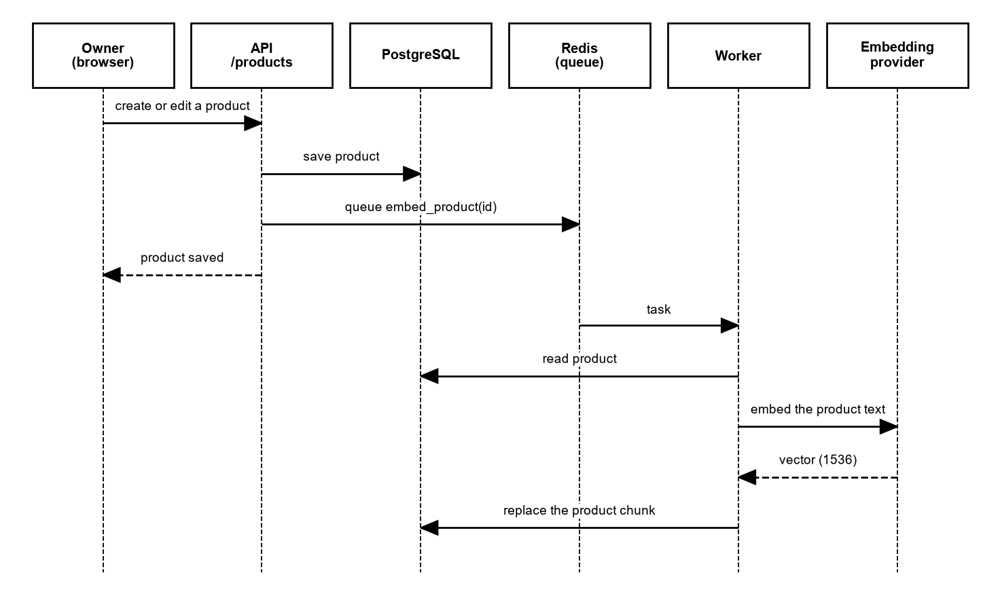 Owner
(browser)
API
/products
PostgreSQL
Redis
(queue)
Worker
Embedding
provider
create or edit a product
save product
queue embed_product(id)
product saved
task
read product
embed the product text
vector (1536)
replace the product chunk